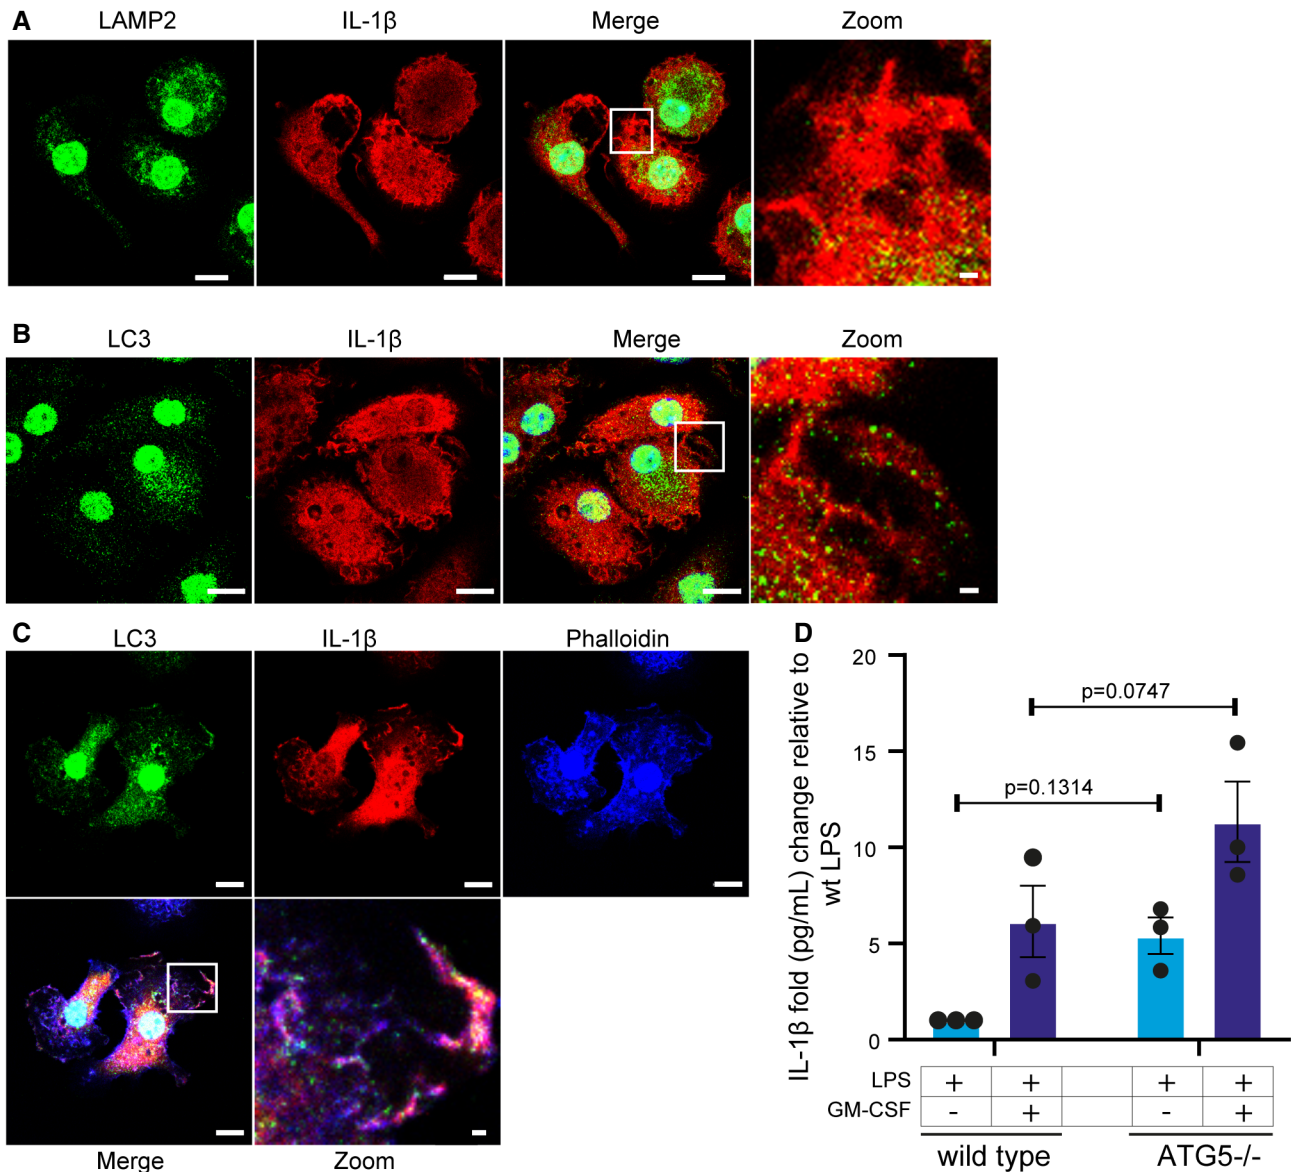 A
LAMP2 IL-1β Merge Zoom
B
LC3 IL-1β Merge Zoom
C
LC3 IL-1β Phalloidin
Merge Zoom
D
IL-1β fold (pg/mL) change relative to
wt LPS
20
15
10
5
0
p=0.0747
p=0.1314
LPS + + + +
GM-CSF - + - +
wild type ATG5-/-